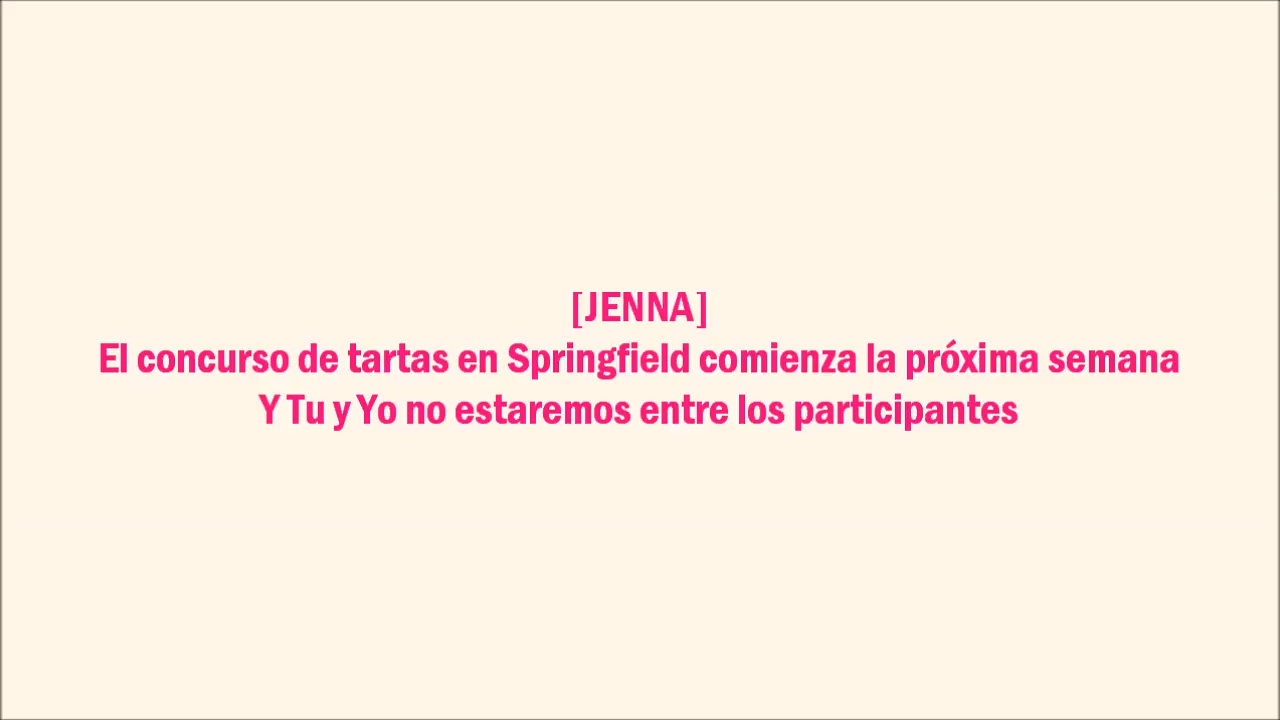 [JENNA]
El concurso de tartas en Springfield comienza la próxima semana
Y Tu y Yo no estaremos entre los participantes